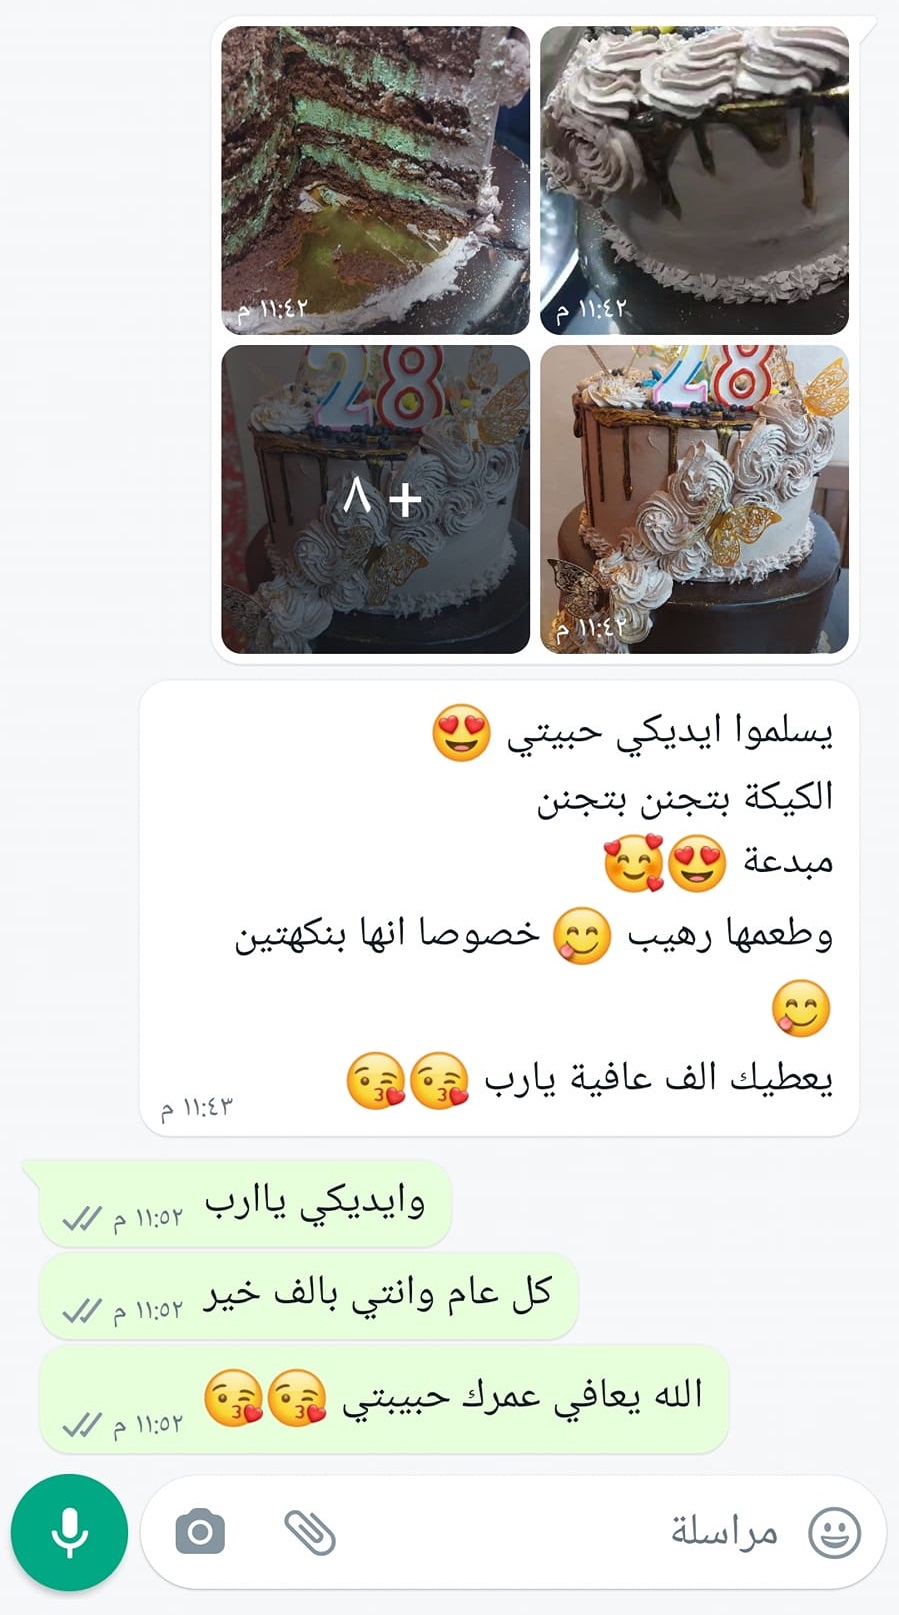 ١١:٤٢ م
١١:٤٢ م
28
28
+ ٨
١١:٤٢ م
يسلموا ايديكي حبيتي 😍
الكيكة بتجنن بتجنن
مبدعة 😍🥰
وطعمها رهيب 😋 خصوصا انها بنكهتين
😋
يعطيك الف عافية يارب 😘😘
١١:٤٣ م
وايديكي ياارب
١١:٥٢ م
كل عام وانتي بالف خير
١١:٥٢ م
الله يعافي عمرك حبيبتي 😘😘
١١:٥٢ م
مراسلة